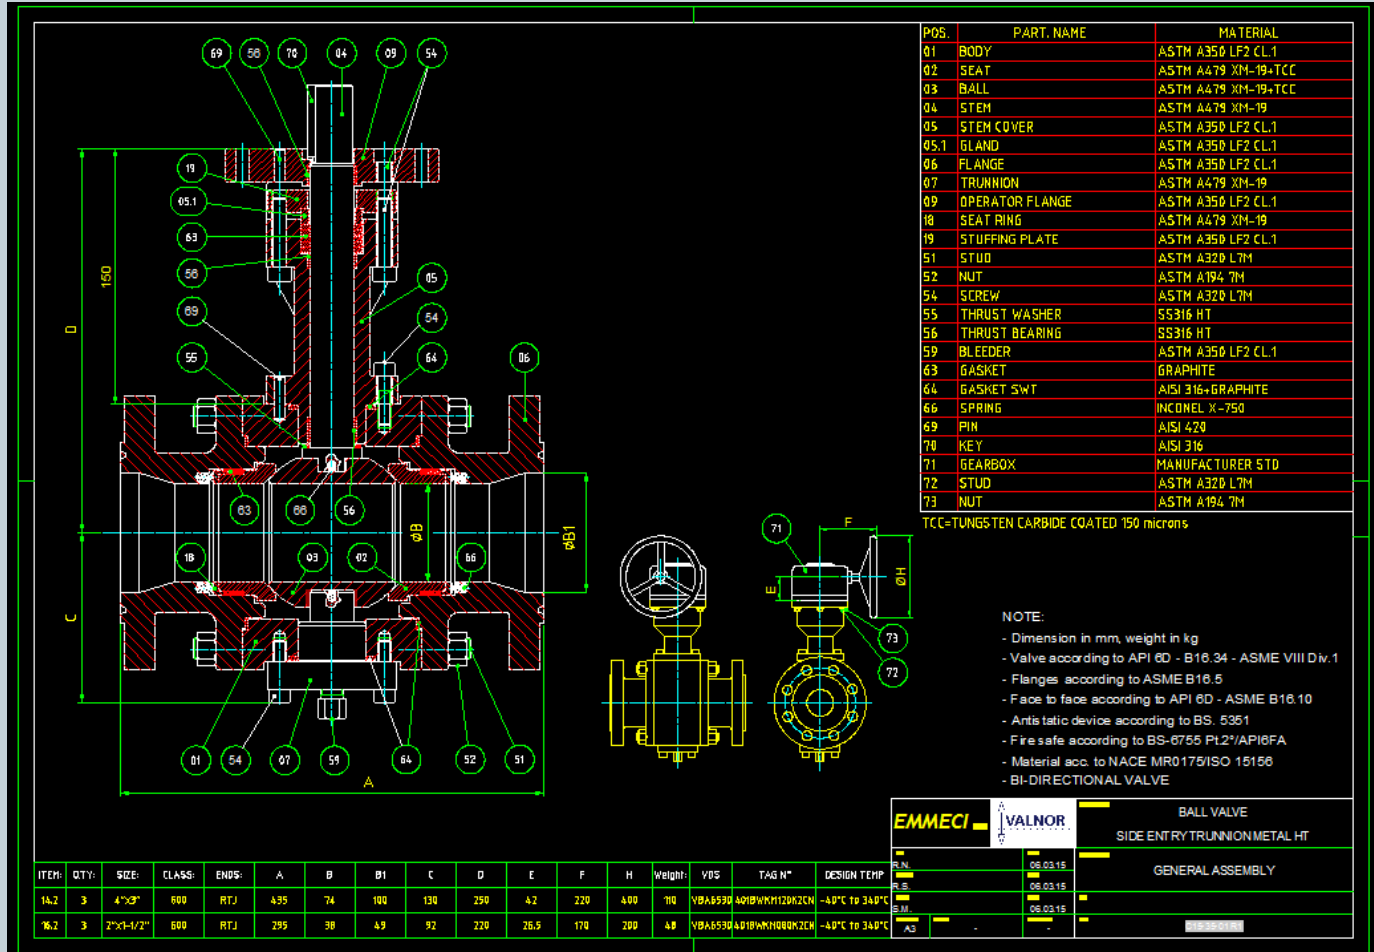 POS. PART. NAME MATERIAL
01 BODY ASTM A350 LF2 CL.1
02 SEAT ASTM A479 XM-19+TCC
03 BALL ASTM A479 XM-19+TCC
04 STEM ASTM A479 XM-19
05 STEM COVER ASTM A350 LF2 CL.1
05.1 GLAND ASTM A350 LF2 CL.1
06 FLANGE ASTM A350 LF2 CL.1
07 TRUNNION ASTM A479 XM-19
09 OPERATOR FLANGE ASTM A350 LF2 CL.1
18 SEAT RING ASTM A479 XM-19
19 STUFFING PLATE ASTM A350 LF2 CL.1
51 STUD ASTM A320 L7M
52 NUT ASTM A194 7M
54 SCREW ASTM A320 L7M
55 THRUST WASHER SS316 HT
56 THRUST BEARING SS316 HT
59 BLEEDER ASTM A350 LF2 CL.1
63 GASKET GRAPHITE
64 GASKET SWT AISI 316+GRAPHITE
66 SPRING INCONEL X-750
69 PIN AISI 420
70 KEY AISI 316
71 GEARBOX MANUFACTURER STD
72 STUD ASTM A320 L7M
73 NUT ASTM A194 7M
TCC=TUNGSTEN CARBIDE COATED 150 microns
69 56 70 04 09 54
19
05.1
63
56
69
55
05
54
64
06
150
D
C
63 66 56
ØB
ØB1
18 03 02 66
01 54 07 59 64 52 51
A
71
F
E
ØH
73
72
NOTE:
- Dimension in mm, weight in kg
- Valve according to API 6D - B16.34 - ASME VIII Div.1
- Flanges according to ASME B16.5
- Face to face according to API 6D - ASME B16.10
- Antistatic device according to BS. 5351
- Fire safe according to BS-6755 Pt.2°/API6FA
- Material acc. to NACE MR0175/ISO 15156
- BI-DIRECTIONAL VALVE
EMMECI VALNOR
BALL VALVE
SIDE ENTRY TRUNNION METAL HT
GENERAL ASSEMBLY
R.N. 06.03.15
R.S. 06.03.15
S.M. 06.03.15
A3 - -
ITEM: QTY: SIZE: CLASS: ENDS: A B B1 C D E F H Weight: VDS TAG N° DESIGN TEMP
14.2 3 4"x3" 600 RTJ 435 74 100 130 250 42 220 400 110 -40°C to 340°C
16.2 3 2"x1-1/2" 600 RTJ 295 38 49 92 220 26.5 170 200 48 -40°C to 340°C